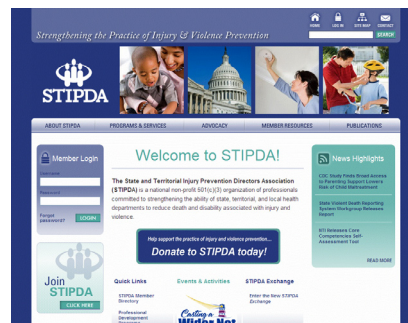 HOME LOG IN SITE MAP CONTACT
Strengthening the Practice of Injury & Violence Prevention
SEARCH
STIPDA
ABOUT STIPDA PROGRAMS & SERVICES ADVOCACY MEMBER RESOURCES PUBLICATIONS
Member Login
Username
Password
Forgot
password?
LOGIN
Join
STIPDA
CLICK HERE
Welcome to STIPDA!
The State and Territorial Injury Prevention Directors Association
(STIPDA) is a national non-profit 501(c)(3) organization of professionals
committed to strengthening the ability of state, territorial, and local health
departments to reduce death and disability associated with injury and
violence.
Help support the practice of injury and violence prevention....
Donate to STIPDA today!
Quick Links
STIPDA Member
Directory
Professional
Development
Events & Activities
Casting a
Wider Net
STIPDA Exchange
Enter the New STIPDA
Exchange
News Highlights
CDC Study Finds Broad Access
to Parenting Support Lowers
Risk of Child Maltreatment
State Violent Death Reporting
System Workgroup Releases
Report
NTI Releases Core
Competencies Self-
Assessment Tool
READ MORE